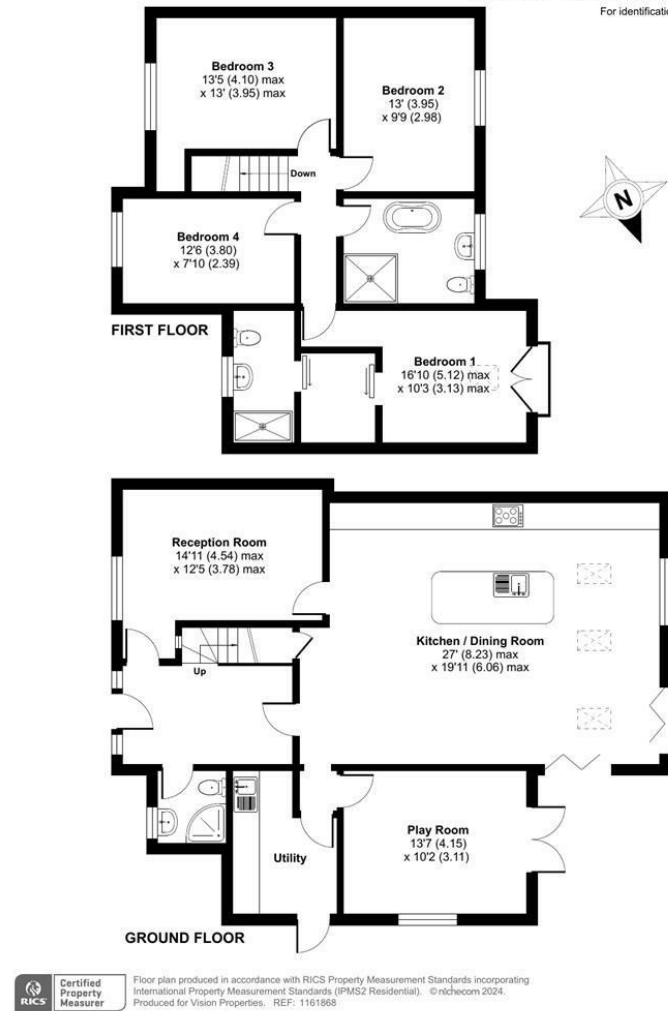 For identificatio
Bedroom 3
13'5 (4.10) max
x 13' (3.95) max
Bedroom 2
13' (3.95)
x 9'9 (2.98)
Down
N
Bedroom 4
12'6 (3.80)
x 7'10 (2.39)
FIRST FLOOR
Bedroom 1
16'10 (5.12) max
x 10'3 (3.13) max
Reception Room
14'11 (4.54) max
x 12'5 (3.78) max
Kitchen / Dining Room
27' (8.23) max
x 19'11 (6.06) max
Up
Play Room
13'7 (4.15)
x 10'2 (3.11)
Utility
GROUND FLOOR
RICS
Certified
Property
Measurer
Floor plan produced in accordance with RICS Property Measurement Standards incorporating
International Property Measurement Standards (IPMS2 Residential). © nichecom 2024.
Produced for Vision Properties. REF: 1161868